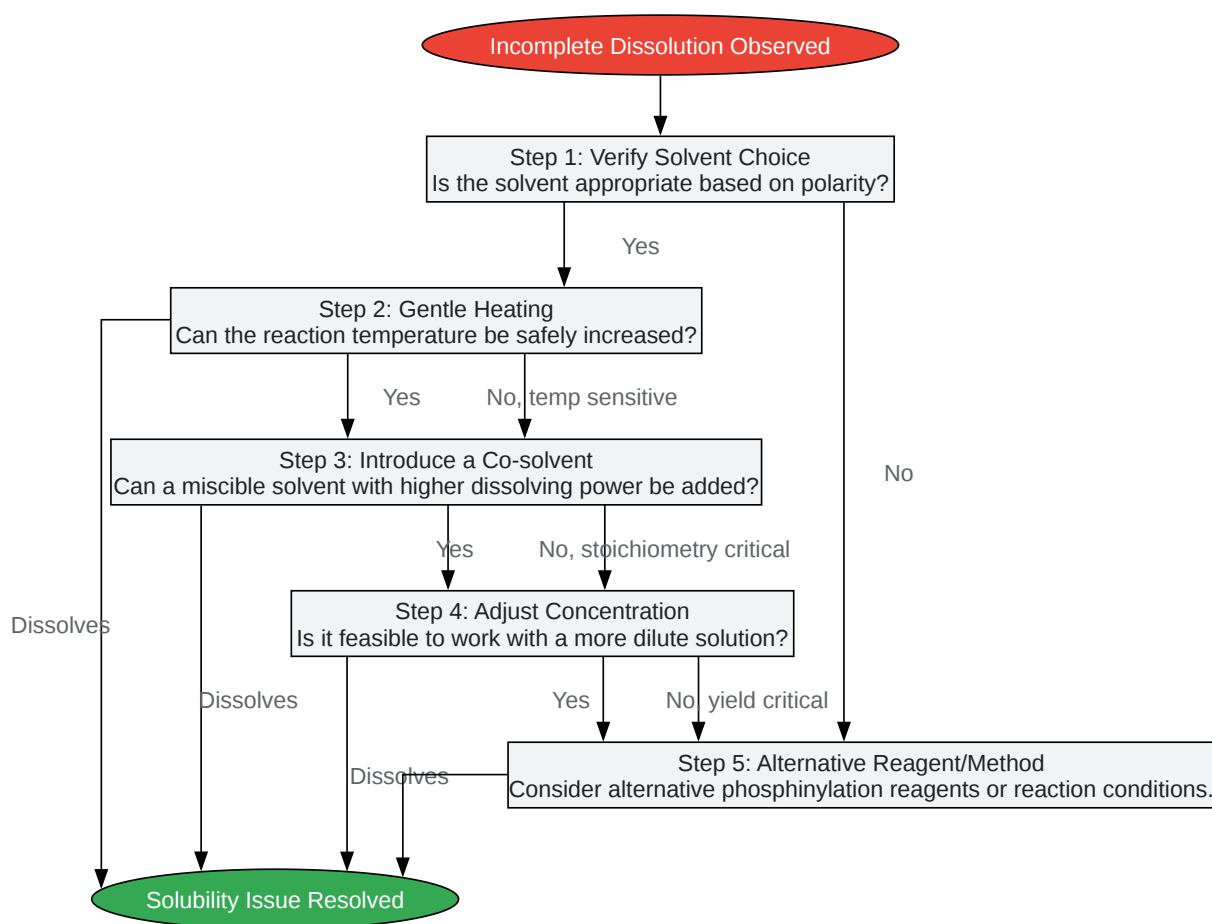 Incomplete Dissolution Observed
Step 1: Verify Solvent Choice
Is the solvent appropriate based on polarity?
Yes
Step 2: Gentle Heating
Can the reaction temperature be safely increased?
Yes
No, temp sensitive
Step 3: Introduce a Co-solvent
Can a miscible solvent with higher dissolving power be added?
No
Yes
No, stoichiometry critical
Step 4: Adjust Concentration
Is it feasible to work with a more dilute solution?
Dissolves
Dissolves
Yes
No, yield critical
Step 5: Alternative Reagent/Method
Consider alternative phosphinylation reagents or reaction conditions.
Dissolves
Solubility Issue Resolved